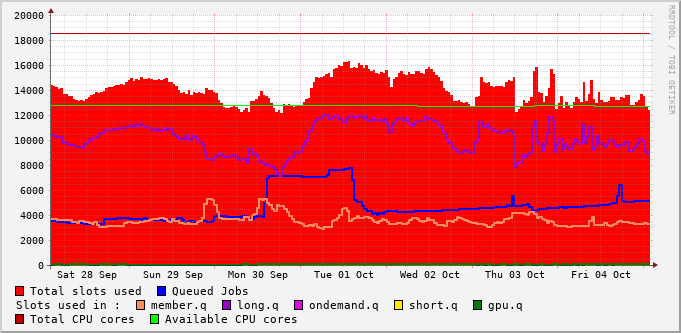 20000
18000
16000
14000
12000
10000
8000
6000
4000
2000
0
Sat 28 Sep Sun 29 Sep Mon 30 Sep Tue 01 Oct Wed 02 Oct Thu 03 Oct Fri 04 Oct
Total slots used Queued Jobs
Slots used in : member.q long.q ondemand.q short.q gpu.q
Total CPU cores Available CPU cores
RRDTOOL / TOBI OETIKER